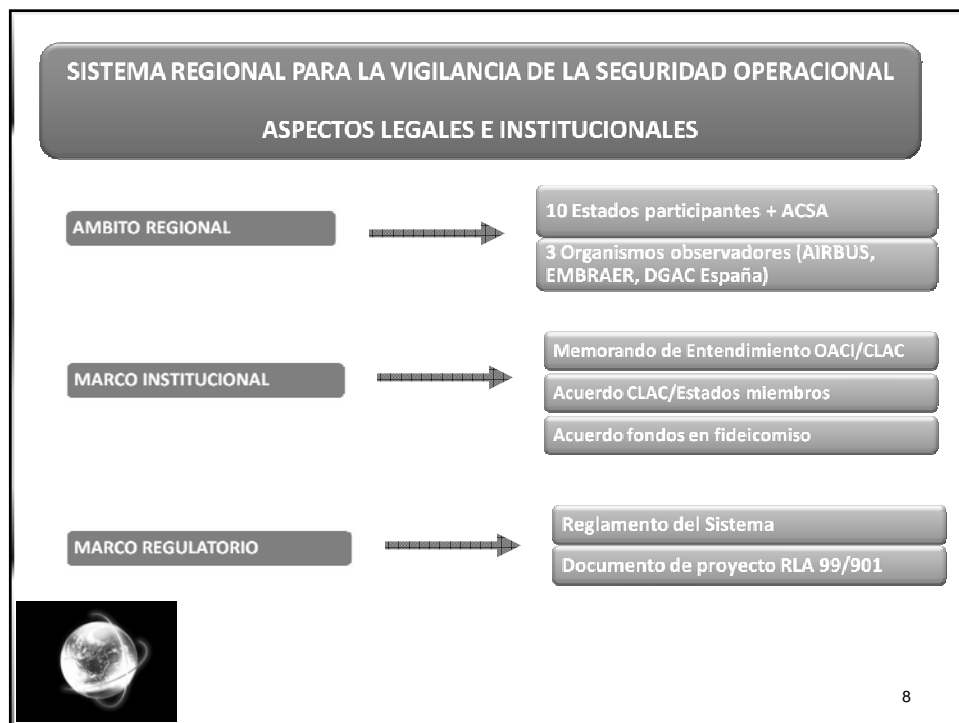 SISTEMA REGIONAL PARA LA VIGILANCIA DE LA SEGURIDAD OPERACIONAL
ASPECTOS LEGALES E INSTITUCIONALES
AMBITO REGIONAL
10 Estados participantes + ACSA
3 Organismos observadores (AIRBUS,
EMBRAER, DGAC España)
MARCO INSTITUCIONAL
Memorando de Entendimiento OACI/CLAC
Acuerdo CLAC/Estados miembros
Acuerdo fondos en fideicomiso
MARCO REGULATORIO
Reglamento del Sistema
Documento de proyecto RLA 99/901
8